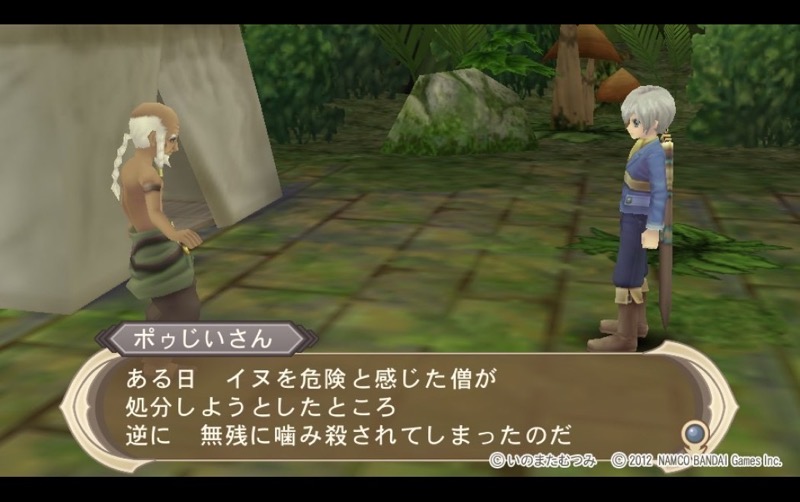 ポゥじいさん
ある日　イヌを危険と感じた僧が
処分しようとしたところ
逆に　無残に噛み殺されてしまったのだ
©いのまたむつみ　©2012 NAMCO BANDAI Games Inc.